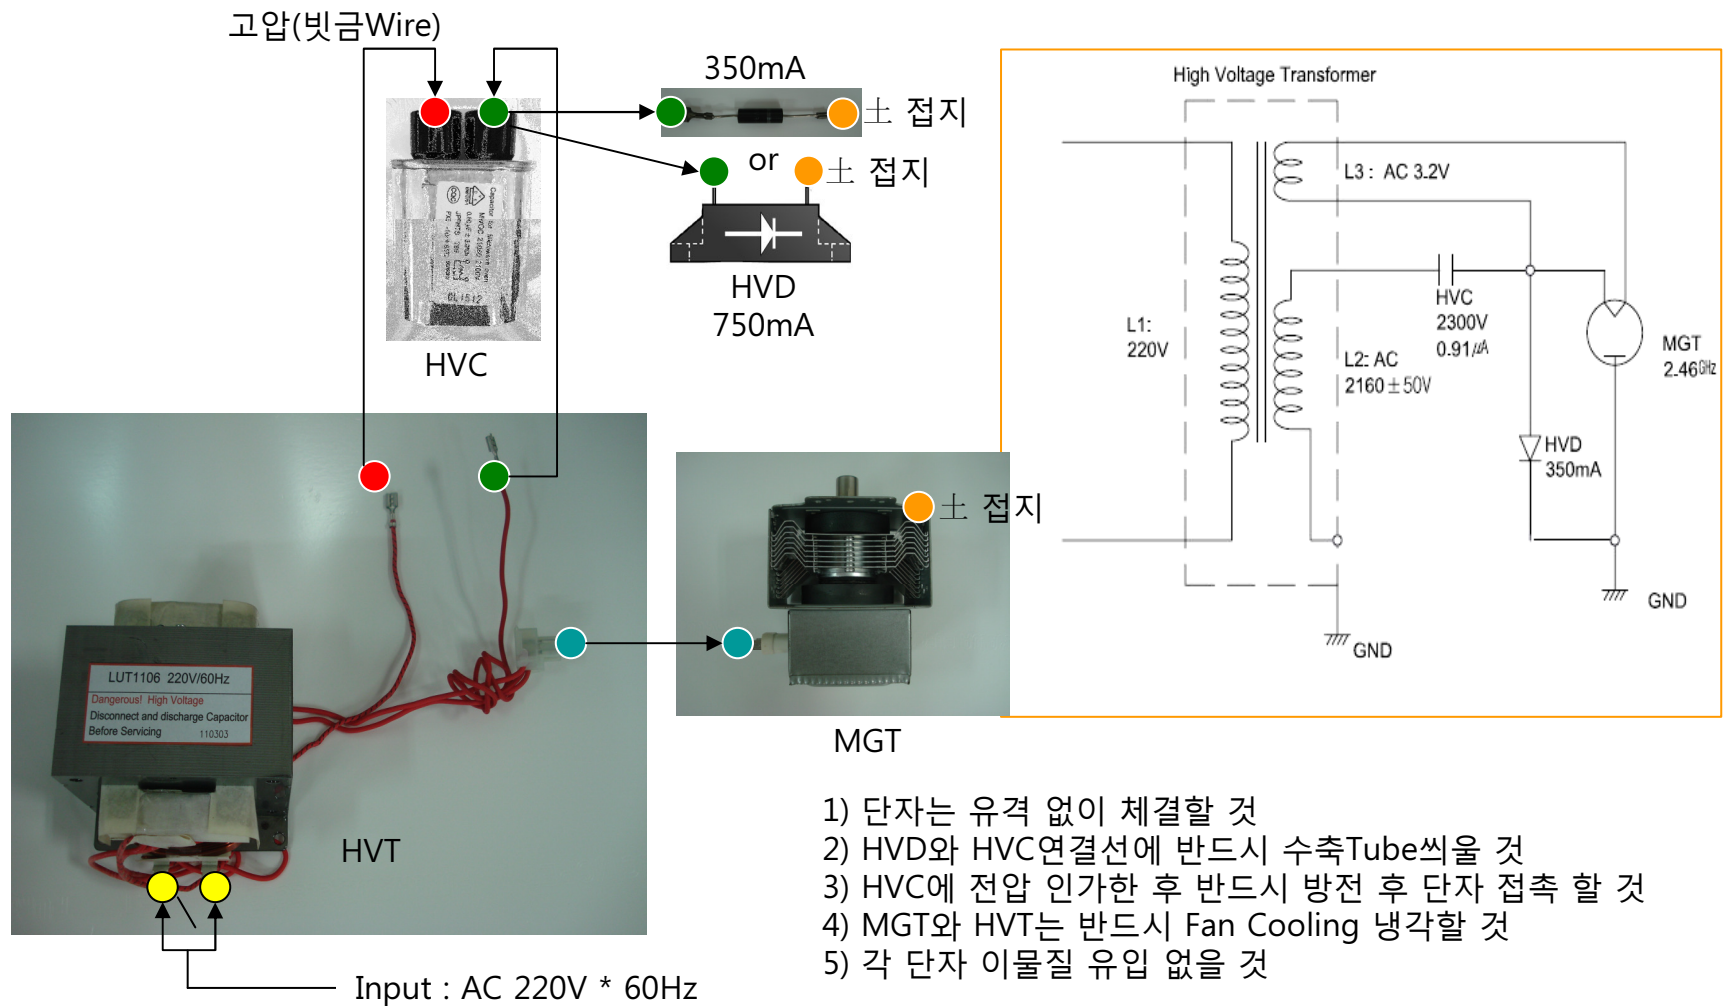 고압(빗금Wire)
350mA
土 접지
or
土 접지
HVD
750mA
HVC
High Voltage Transformer
L3 : AC 3.2V
L1:
220V
L2: AC
2160±50V
HVC
2300V
0.91㎂
MGT
2.46㎓
HVD
350mA
GND
GND
土 접지
MGT
LUT1106 220V/60Hz
Dangerous! High Voltage
Disconnect and discharge Capacitor
Before Servicing 110303
HVT
Input : AC 220V * 60Hz
1) 단자는 유격 없이 체결할 것
2) HVD와 HVC연결선에 반드시 수축Tube씌울 것
3) HVC에 전압 인가한 후 반드시 방전 후 단자 접촉 할 것
4) MGT와 HVT는 반드시 Fan Cooling 냉각할 것
5) 각 단자 이물질 유입 없을 것